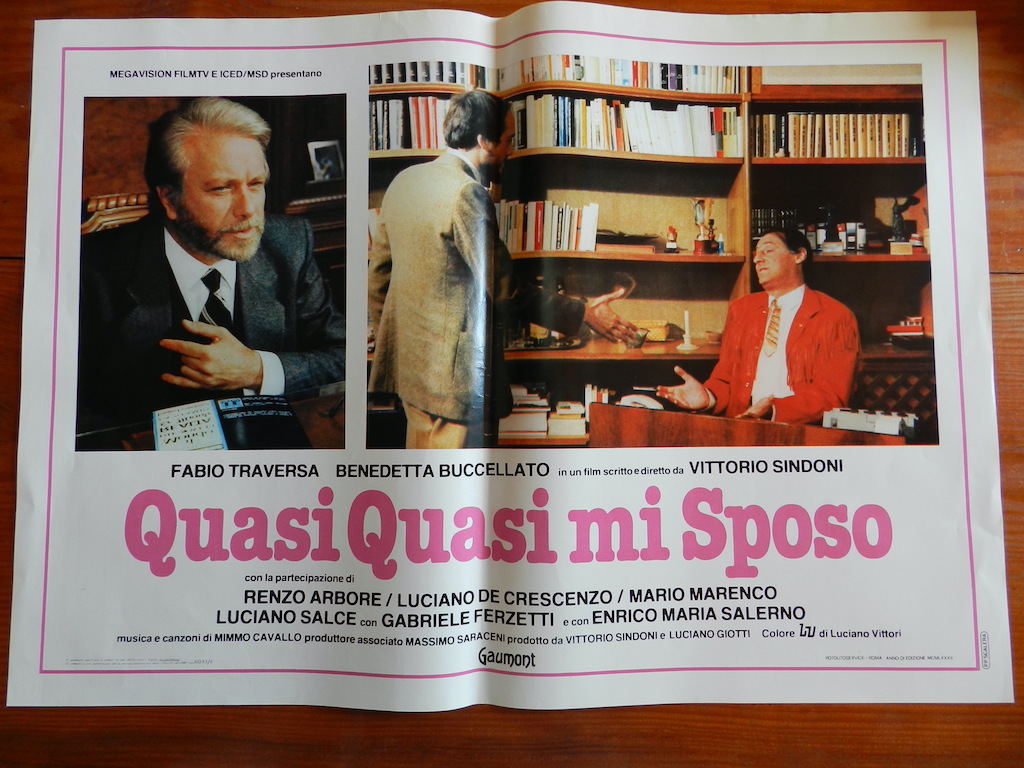 MEGAVISION FILMTV E ICED/MSD presentano
FABIO TRAVERSA BENEDETTA BUCCELLATO in un film scritto e diretto da VITTORIO SINDONI
Quasi Quasi mi Sposo
con la partecipazione di
RENZO ARBORE / LUCIANO DE CRESCENZO / MARIO MARENCO
LUCIANO SALCE con GABRIELE FERZETTI e con ENRICO MARIA SALERNO
musica e canzoni di MIMMO CAVALLO produttore associato MASSIMO SARACENI prodotto da VITTORIO SINDONI e LUCIANO GIOTTI Colore LV di Luciano Vittori
Gaumont
ROTOLITOSERVICE - ROMA ANNO DI EDIZIONE
P.P. SCALERA